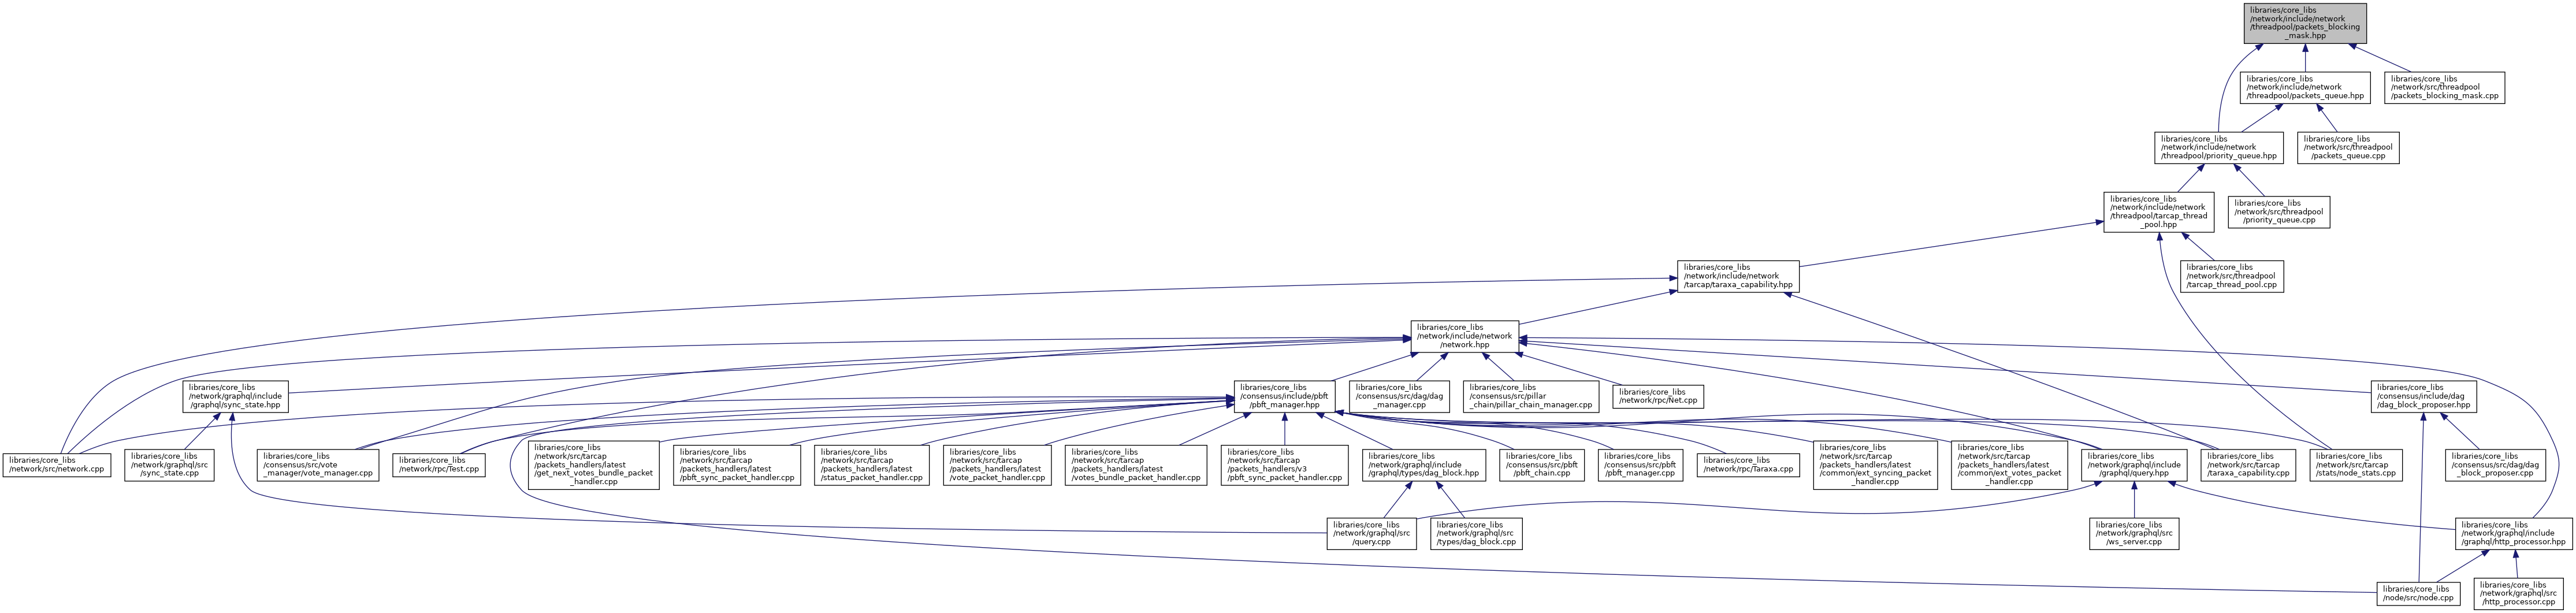 libraries/core_libs
/network/include/network
/threadpool/packets_blocking
_mask.hpp
libraries/core_libs
/network/include/network
/threadpool/packets_queue.hpp
libraries/core_libs
/network/src/threadpool
/packets_blocking_mask.cpp
libraries/core_libs
/network/include/network
/threadpool/priority_queue.hpp
libraries/core_libs
/network/src/threadpool
/packets_queue.cpp
libraries/core_libs
/network/include/network
/threadpool/tarcap_thread
_pool.hpp
libraries/core_libs
/network/src/threadpool
/priority_queue.cpp
libraries/core_libs
/network/include/network
/tarcap/taraxa_capability.hpp
libraries/core_libs
/network/src/threadpool
/tarcap_thread_pool.cpp
libraries/core_libs
/network/include/network
/network.hpp
libraries/core_libs
/network/graphql/include
/graphql/sync_state.hpp
libraries/core_libs
/consensus/include/pbft
/pbft_manager.hpp
libraries/core_libs
/consensus/src/dag/dag
_manager.cpp
libraries/core_libs
/consensus/src/pillar
_chain/pillar_chain_manager.cpp
libraries/core_libs
/network/rpc/Net.cpp
libraries/core_libs
/consensus/include/dag
/dag_block_proposer.hpp
libraries/core_libs
/network/src/network.cpp
libraries/core_libs
/network/graphql/src
/sync_state.cpp
libraries/core_libs
/consensus/src/vote
_manager/vote_manager.cpp
libraries/core_libs
/network/rpc/Test.cpp
libraries/core_libs
/network/src/tarcap
/packets_handlers/latest
/get_next_votes_bundle_packet
_handler.cpp
libraries/core_libs
/network/src/tarcap
/packets_handlers/latest
/pbft_sync_packet_handler.cpp
libraries/core_libs
/network/src/tarcap
/packets_handlers/latest
/status_packet_handler.cpp
libraries/core_libs
/network/src/tarcap
/packets_handlers/latest
/vote_packet_handler.cpp
libraries/core_libs
/network/src/tarcap
/packets_handlers/latest
/votes_bundle_packet_handler.cpp
libraries/core_libs
/network/src/tarcap
/packets_handlers/v3
/pbft_sync_packet_handler.cpp
libraries/core_libs
/network/graphql/include
/graphql/types/dag_block.hpp
libraries/core_libs
/consensus/src/pbft
/pbft_chain.cpp
libraries/core_libs
/consensus/src/pbft
/pbft_manager.cpp
libraries/core_libs
/network/rpc/Taraxa.cpp
libraries/core_libs
/network/src/tarcap
/packets_handlers/latest
/common/ext_syncing_packet
_handler.cpp
libraries/core_libs
/network/src/tarcap
/packets_handlers/latest
/common/ext_votes_packet
_handler.cpp
libraries/core_libs
/network/graphql/include
/graphql/query.hpp
libraries/core_libs
/network/src/tarcap
/taraxa_capability.cpp
libraries/core_libs
/network/src/tarcap
/stats/node_stats.cpp
libraries/core_libs
/consensus/src/dag/dag
_block_proposer.cpp
libraries/core_libs
/network/graphql/src
/query.cpp
libraries/core_libs
/network/graphql/src
/types/dag_block.cpp
libraries/core_libs
/network/graphql/src
/ws_server.cpp
libraries/core_libs
/network/graphql/include
/graphql/http_processor.hpp
libraries/core_libs
/node/src/node.cpp
libraries/core_libs
/network/graphql/src
/http_processor.cpp